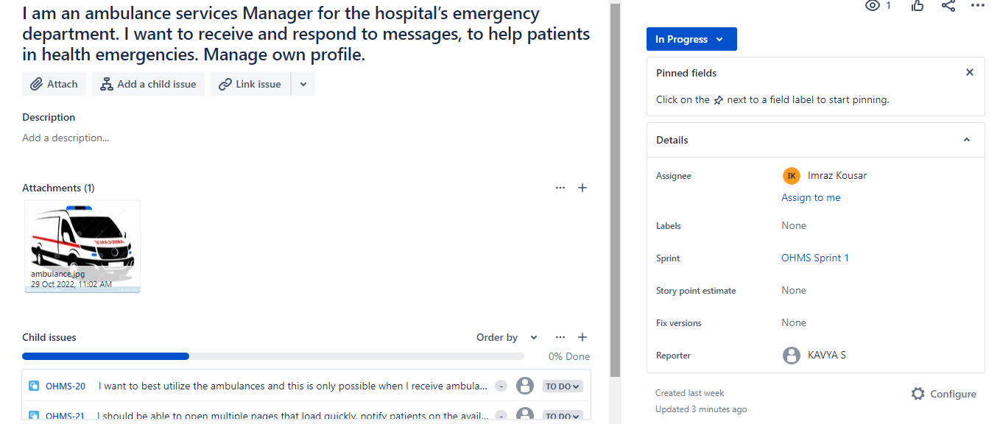 I am an ambulance services Manager for the hospital’s emergency
department. I want to receive and respond to messages, to help patients
in health emergencies. Manage own profile.
Attach
Add a child issue
Link issue
Description
Add a description...
Attachments (1)
AMBULANCE
ambulance.jpg
29 Oct 2022, 11:02 AM
Child issues
Order by
0% Done
OHMS-20 I want to best utilize the ambulances and this is only possible when I receive ambula... - TO DO
OHMS-21 I should be able to open multiple pages that load quickly, notify patients on the avail... - TO DO
1
In Progress
Pinned fields
Click on the next to a field label to start pinning.
Details
Assignee IK Imraz Kousar
Assign to me
Labels None
Sprint OHMS Sprint 1
Story point estimate None
Fix versions None
Reporter KAVYA S
Created last week
Updated 3 minutes ago
Configure